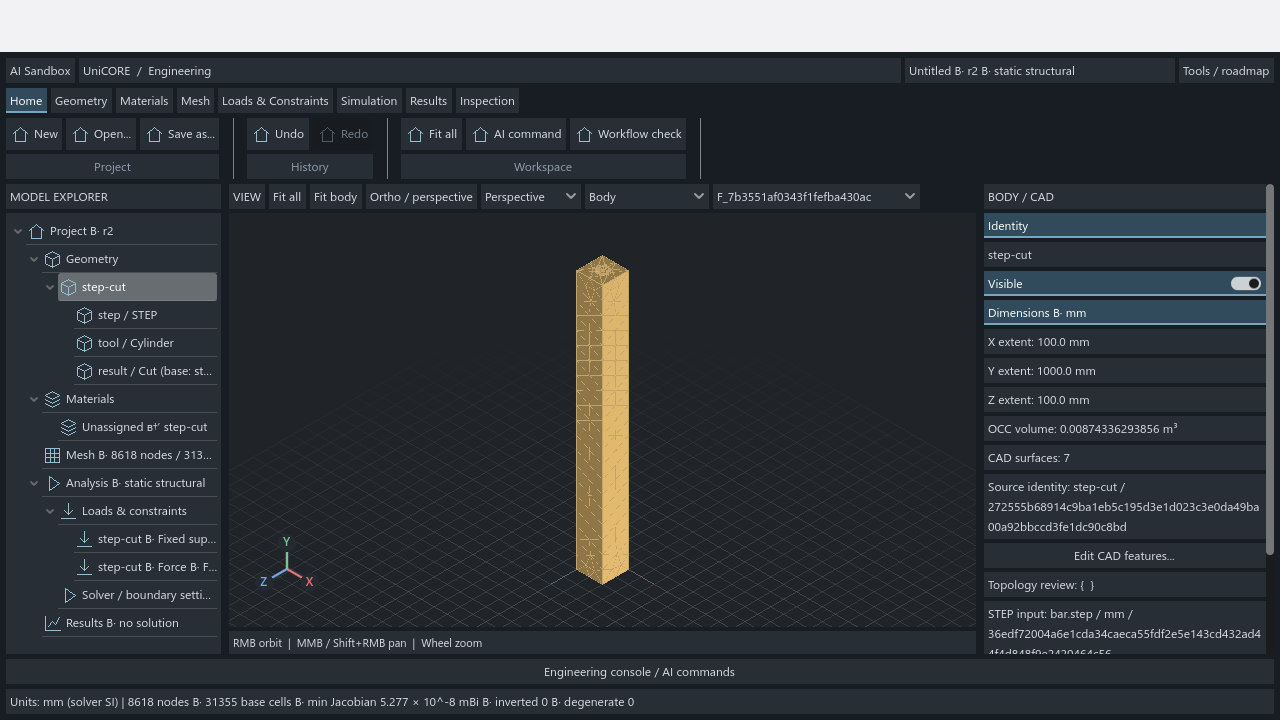 AI Sandbox
UniCORE / Engineering
Untitled В· r2 В· static structural
Tools / roadmap
Home Geometry Materials Mesh Loads & Constraints Simulation Results Inspection
New Open... Save as... Undo Redo Fit all AI command Workflow check
Project History Workspace
MODEL EXPLORER
VIEW Fit all Fit body Ortho / perspective Perspective Body F_7b3551af0343f1fefba430ac
BODY / CAD
Project В· r2
Geometry
step-cut
step / STEP
tool / Cylinder
result / Cut (base: st...
Materials
Unassigned в†’ step-cut
Mesh В· 8618 nodes / 313...
Analysis В· static structural
Loads & constraints
step-cut В· Fixed sup...
step-cut В· Force В· F...
Solver / boundary setti...
Results В· no solution
Y
Z
X
RMB orbit | MMB / Shift+RMB pan | Wheel zoom
Identity
step-cut
Visible
Dimensions В· mm
X extent: 100.0 mm
Y extent: 1000.0 mm
Z extent: 100.0 mm
OCC volume: 0.00874336293856 m³
CAD surfaces: 7
Source identity: step-cut /
272555b68914c9ba1eb5c195d3e1d023c3e0da49ba
00a92bbccd3fe1dc90c8bd
Edit CAD features...
Topology review: { }
STEP input: bar.step / mm /
36edf72004a6e1cda34caeca55fdf2e5e143cd432ad4
Engineering console / AI commands
Units: mm (solver SI) | 8618 nodes В· 31355 base cells В· min Jacobian 5.277 × 10^-8 mВі В· inverted 0 В· degenerate 0